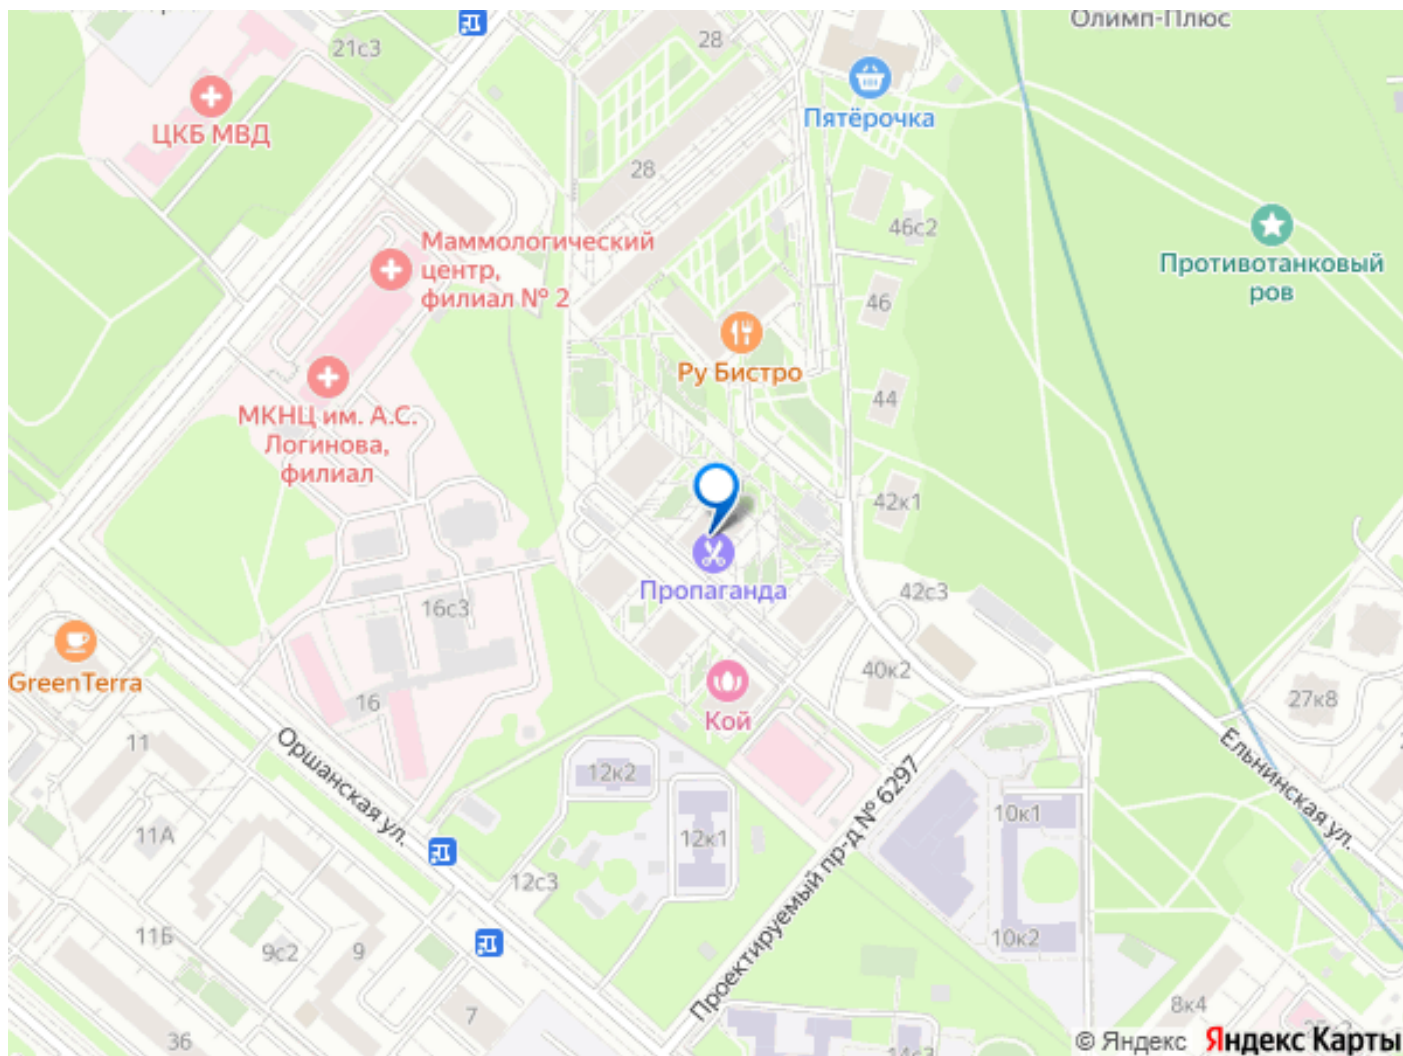 Олимп-Плюс
28
21с3
ЦКБ МВД
Пятёрочка
28
46с2
Маммологический
центр,
филиал № 2
Противотанковый
ров
46
Ру Бистро
44
МКНЦ им. А.С.
Логинова,
филиал
42к1
Пропаганда
42с3
16с3
GreenTerra
40к2
16
Кой
27к8
11
Оршанская ул.
12к2
Ельнинская ул.
Проектируемый пр-д № 6297
10к1
11А
12к1
12с3
11Б
9с2
9
10к2
8к4
7
36
© Яндекс Яндекс Карты